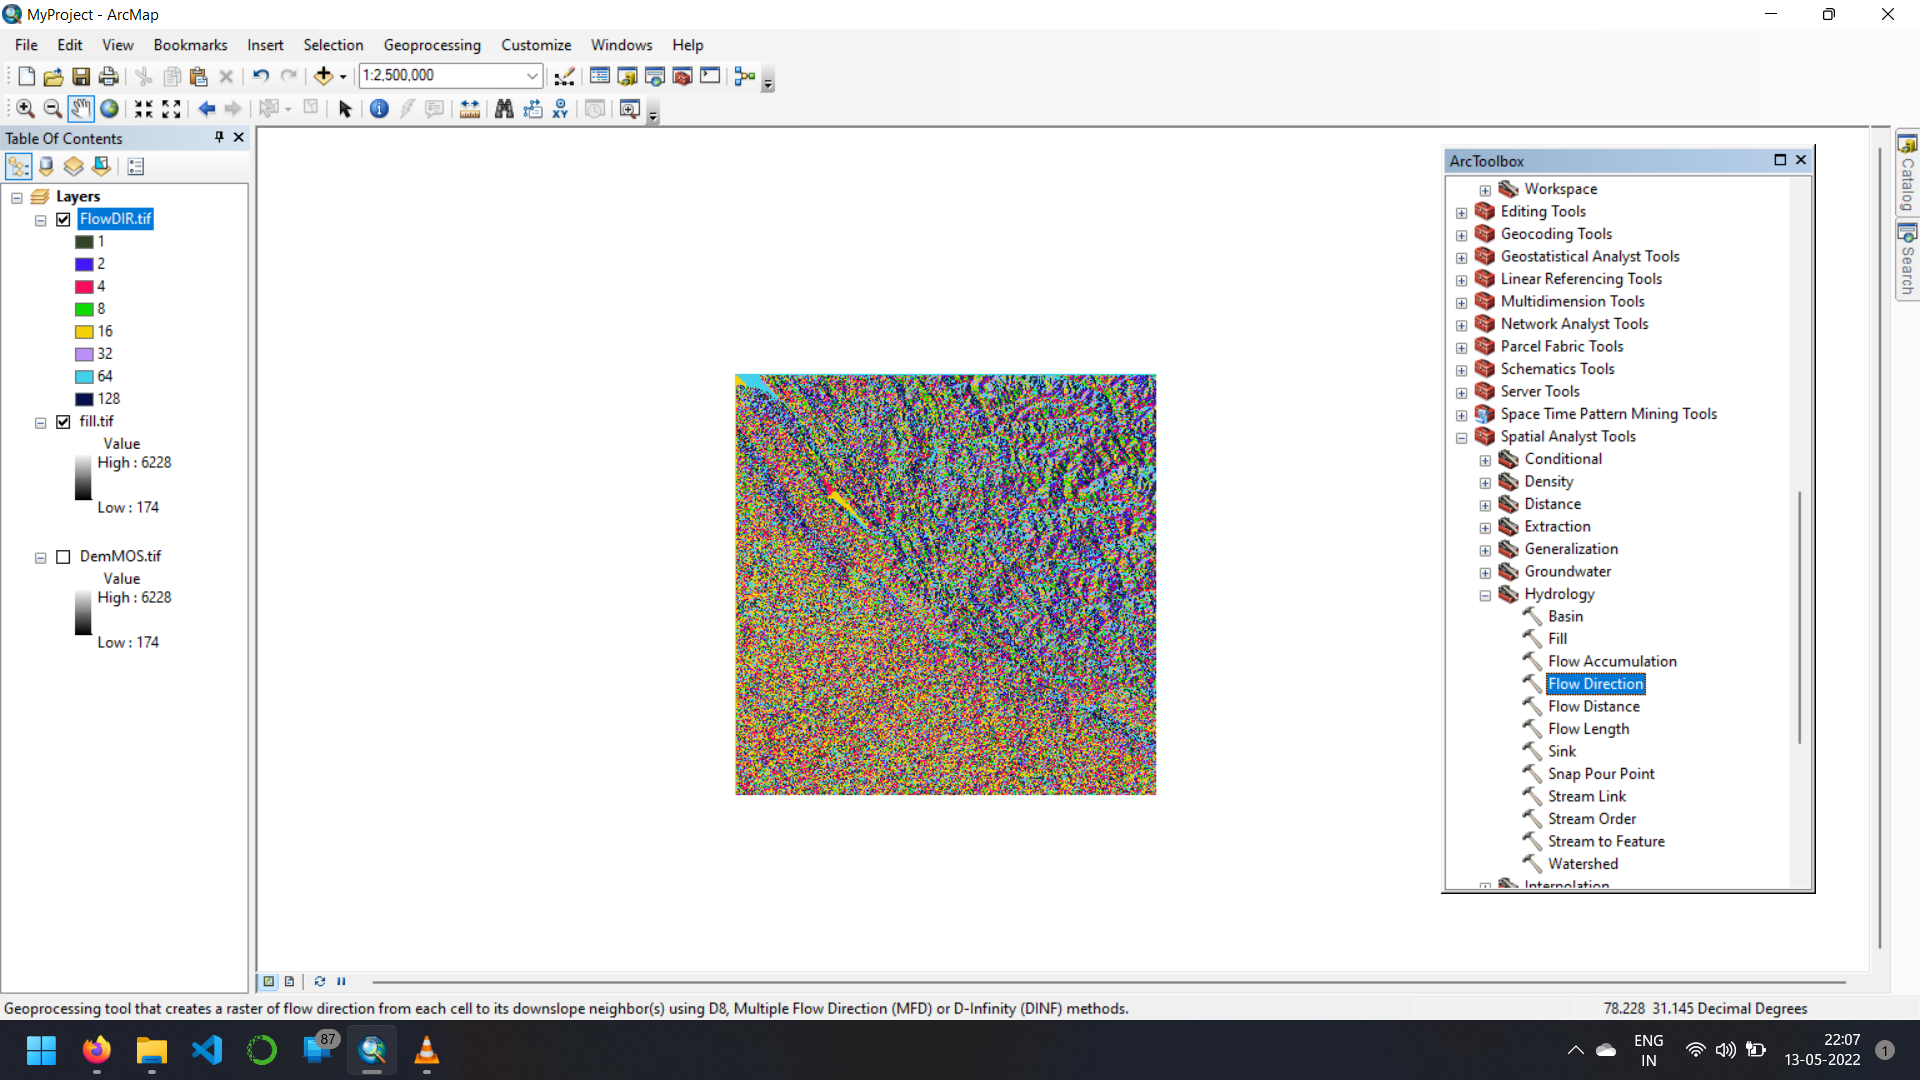 MyProject - ArcMap
File Edit View Bookmarks Insert Selection Geoprocessing Customize Windows Help
1:2,500,000
XY
Table Of Contents
Layers
FlowDIR.tif
1
2
4
8
16
32
64
128
fill.tif
Value
High : 6228
Low : 174
DemMOS.tif
Value
High : 6228
Low : 174
ArcToolbox
Workspace
Editing Tools
Geocoding Tools
Geostatistical Analyst Tools
Linear Referencing Tools
Multidimension Tools
Network Analyst Tools
Parcel Fabric Tools
Schematics Tools
Server Tools
Space Time Pattern Mining Tools
Spatial Analyst Tools
Conditional
Density
Distance
Extraction
Generalization
Groundwater
Hydrology
Basin
Fill
Flow Accumulation
Flow Direction
Flow Distance
Flow Length
Sink
Snap Pour Point
Stream Link
Stream Order
Stream to Feature
Watershed
Interpolation
Catalog
Search
Geoprocessing tool that creates a raster of flow direction from each cell to its downslope neighbor(s) using D8, Multiple Flow Direction (MFD) or D-Infinity (DINF) methods.
78.228 31.145 Decimal Degrees
87
ENG
IN
22:07
13-05-2022
1